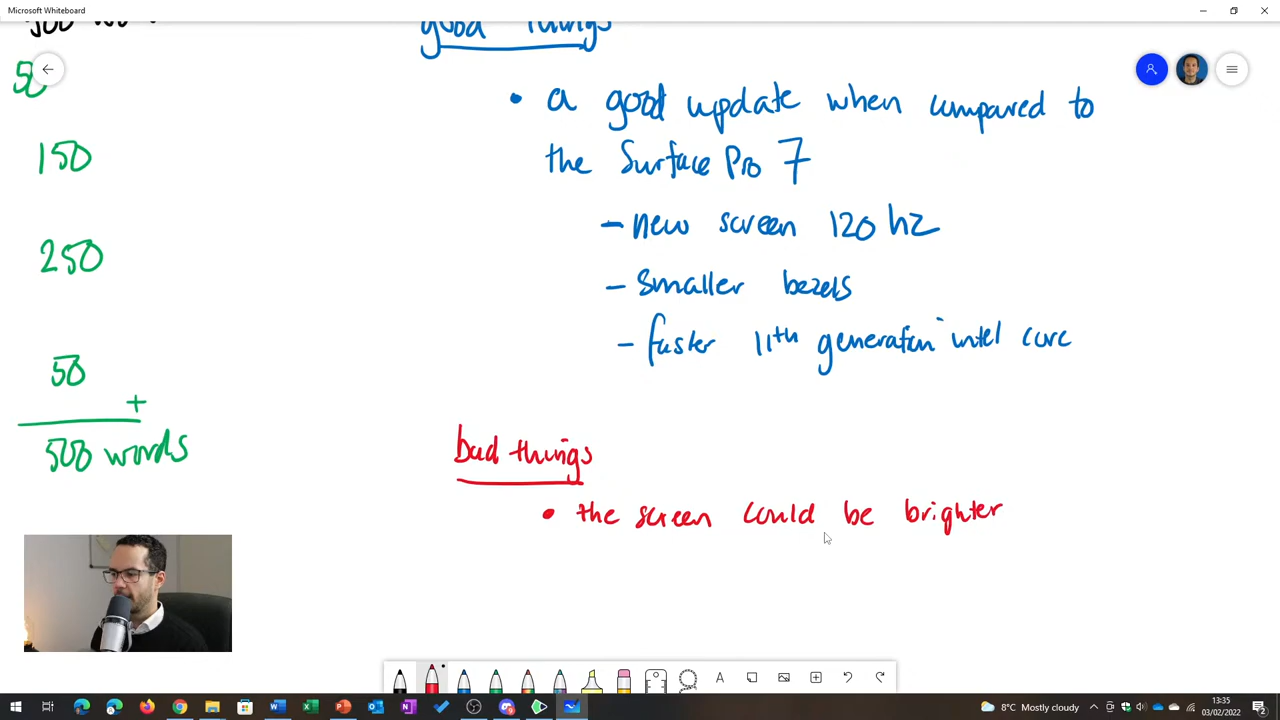 Microsoft Whiteboard
good things
• a good update when compared to
the Surface Pro 7
- new screen 120 hz
- smaller bezels
- faster 11th generation intel core
bad things
• the screen could be brighter
150
250
50
+
500 words
A
8°C Mostly cloudy
13:35
03/02/2022